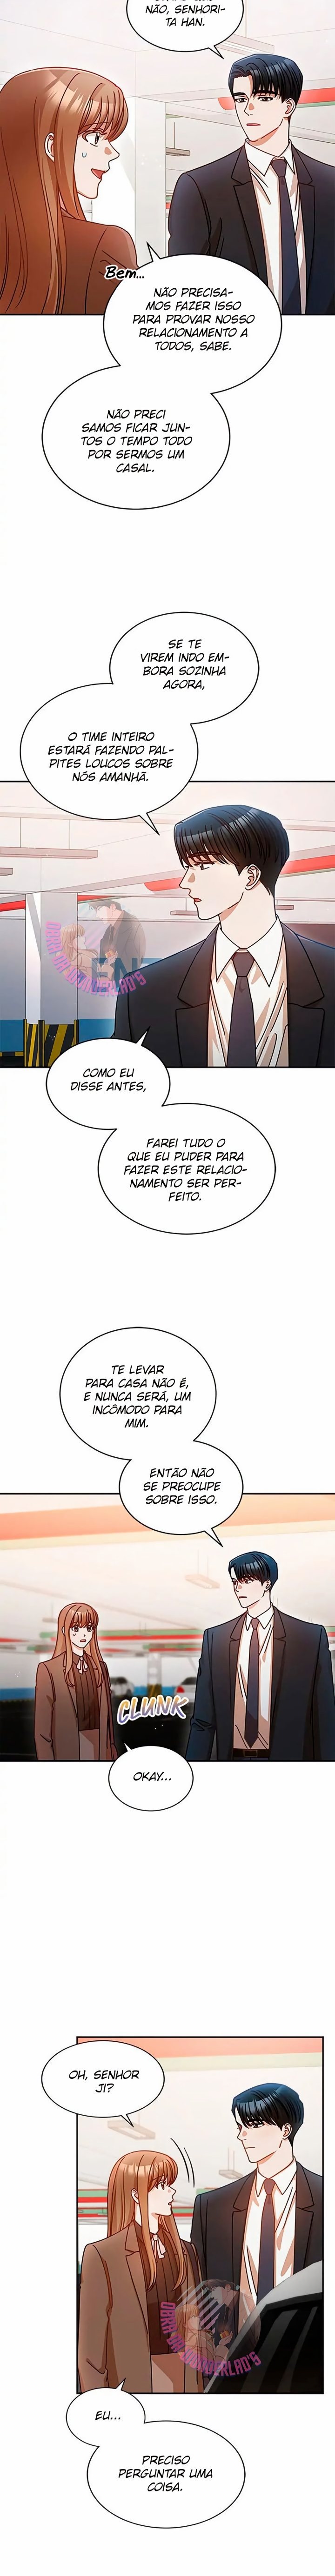 NÃO, SENHORI-
TA HAN.
Bem...
NÃO PRECISA-
MOS FAZER ISSO
PARA PROVAR NOSSO
RELACIONAMENTO A
TODOS, SABE.
NÃO PRECI
SAMOS FICAR JUN-
TOS O TEMPO TODO
POR SERMOS UM
CASAL.
SE TE
VIREM INDO EM-
BORA SOZINHA
AGORA,
O TIME INTEIRO
ESTARÁ FAZENDO PAL-
PITES LOUCOS SOBRE
NÓS AMANHÃ.
ENT
COMO EU
DISSE ANTES,
FAREI TUDO O
QUE EU PUDER PARA
FAZER ESTE RELACIO-
NAMENTO SER PER-
FEITO.
TE LEVAR
PARA CASA NÃO É,
E NUNCA SERÁ, UM
INCÔMODO PARA
MIM.
ENTÃO NÃO
SE PREOCUPE
SOBRE ISSO.
CLUNK
OKAY...
OH, SENHOR
JI?
EU...
PRECISO
PERGUNTAR UMA
COISA.